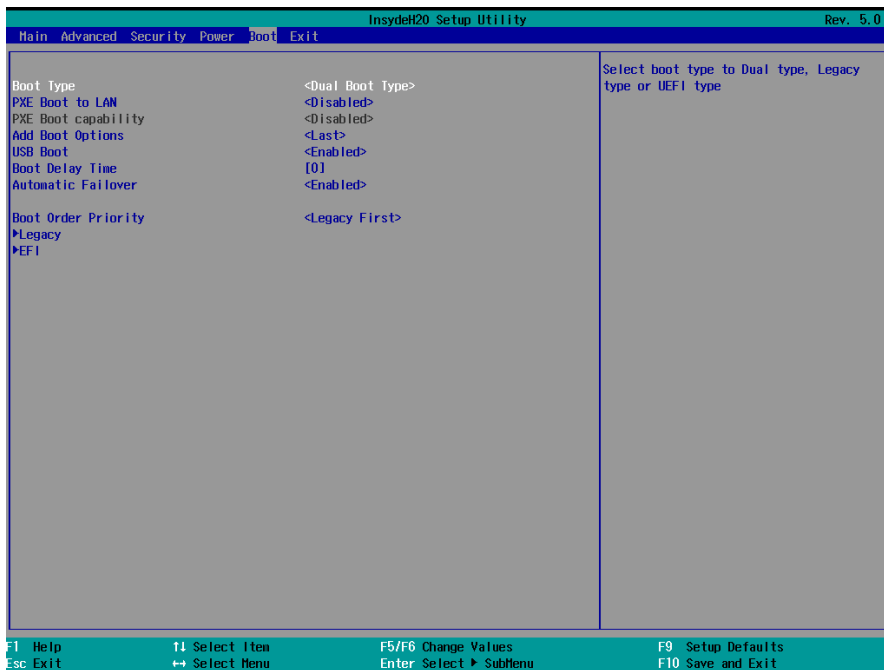 InsydeH20 Setup Utility Rev. 5.0
Main Advanced Security Power Boot Exit
Boot Type <Dual Boot Type>
PXE Boot to LAN <Disabled>
PXE Boot capability <Disabled>
Add Boot Options <Last>
USB Boot <Enabled>
Boot Delay Time [0]
Automatic Failover <Enabled>
Boot Order Priority <Legacy First>
▶Legacy
▶EFI
Select boot type to Dual type, Legacy
type or UEFI type
F1 Help ↑↓ Select Item F5/F6 Change Values F9 Setup Defaults
Esc Exit ↔ Select Menu Enter Select ▶ SubMenu F10 Save and Exit